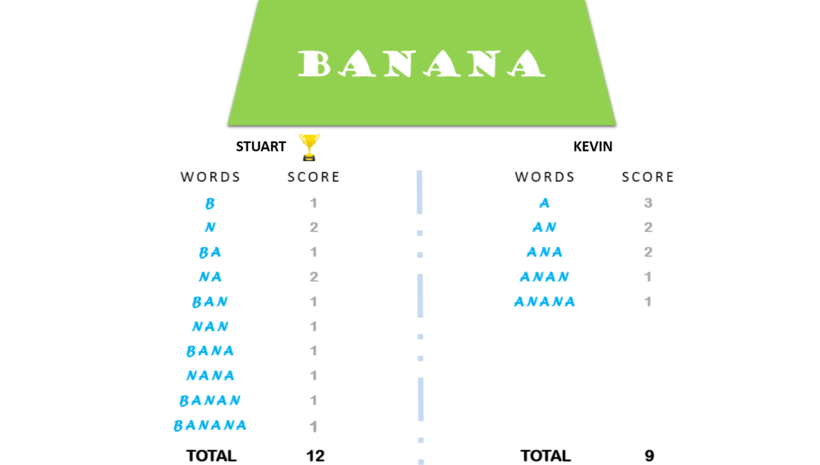 BANANA
STUART KEVIN
WORDS SCORE WORDS SCORE
B 1 A 3
N 2 AN 2
BA 1 ANA 2
NA 2 ANAN 1
BAN 1 ANANA 1
NAN 1
BANA 1
NANA 1
BANAN 1
BANANA 1
TOTAL 12 TOTAL 9